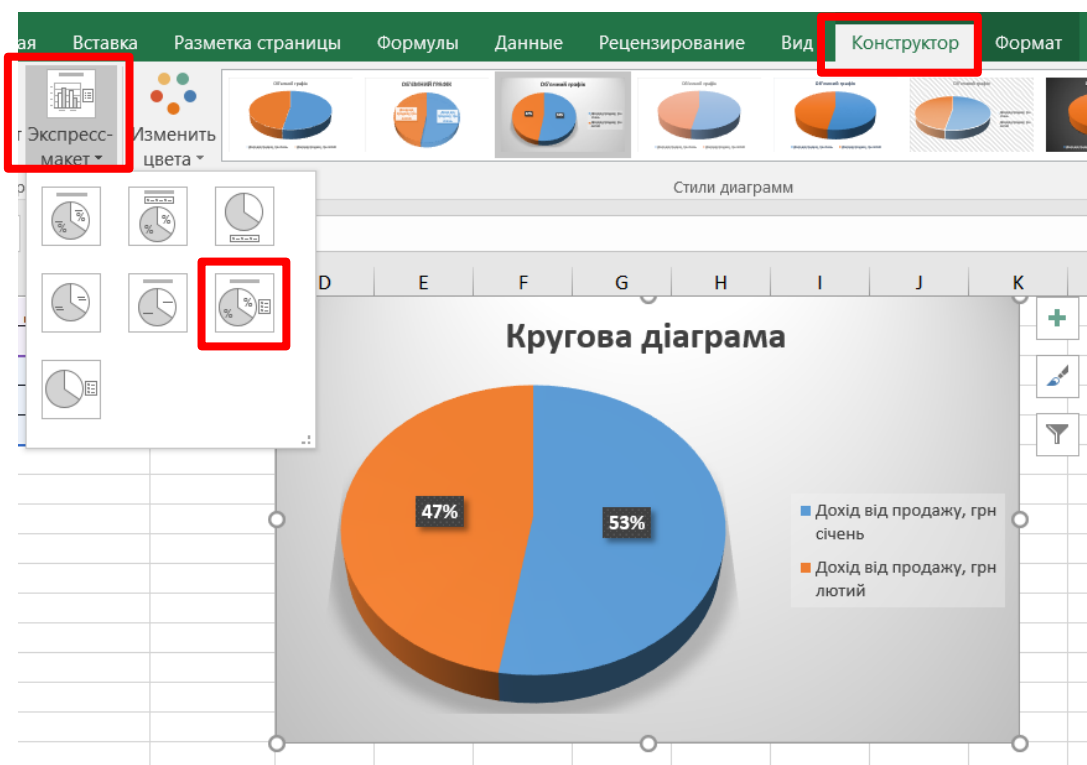 ая Вставка Разметка страницы Формулы Данные Рецензирование Вид Конструктор Формат
т Экспресс-
макет
Изменить
цвета
Стили диаграмм
D E F G H I J K
Кругова діаграма
47%
53%
Дохід від продажу, грн
січень
Дохід від продажу, грн
лютий